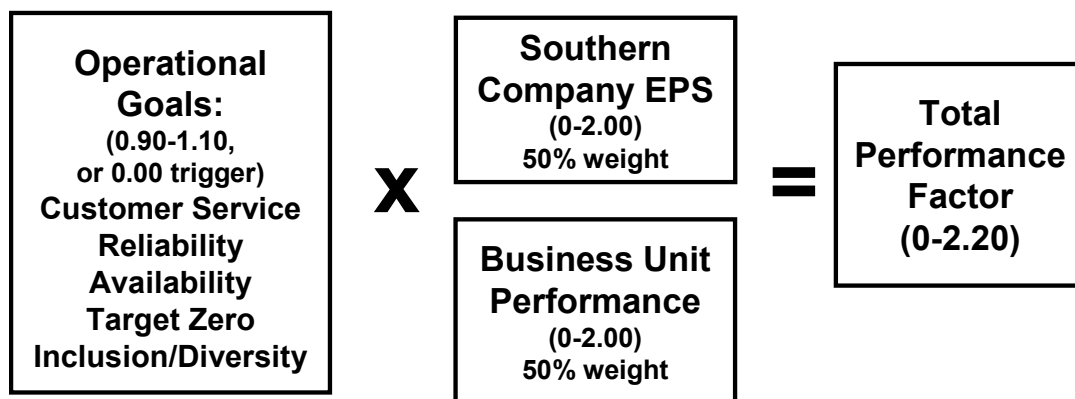 Operational
Goals:
(0.90-1.10,
or 0.00 trigger)
Customer Service
Reliability
Availability
Target Zero
Inclusion/Diversity
x
Southern
Company EPS
(0-2.00)
50% weight
Business Unit
Performance
(0-2.00)
50% weight
=
Total
Performance
Factor
(0-2.20)